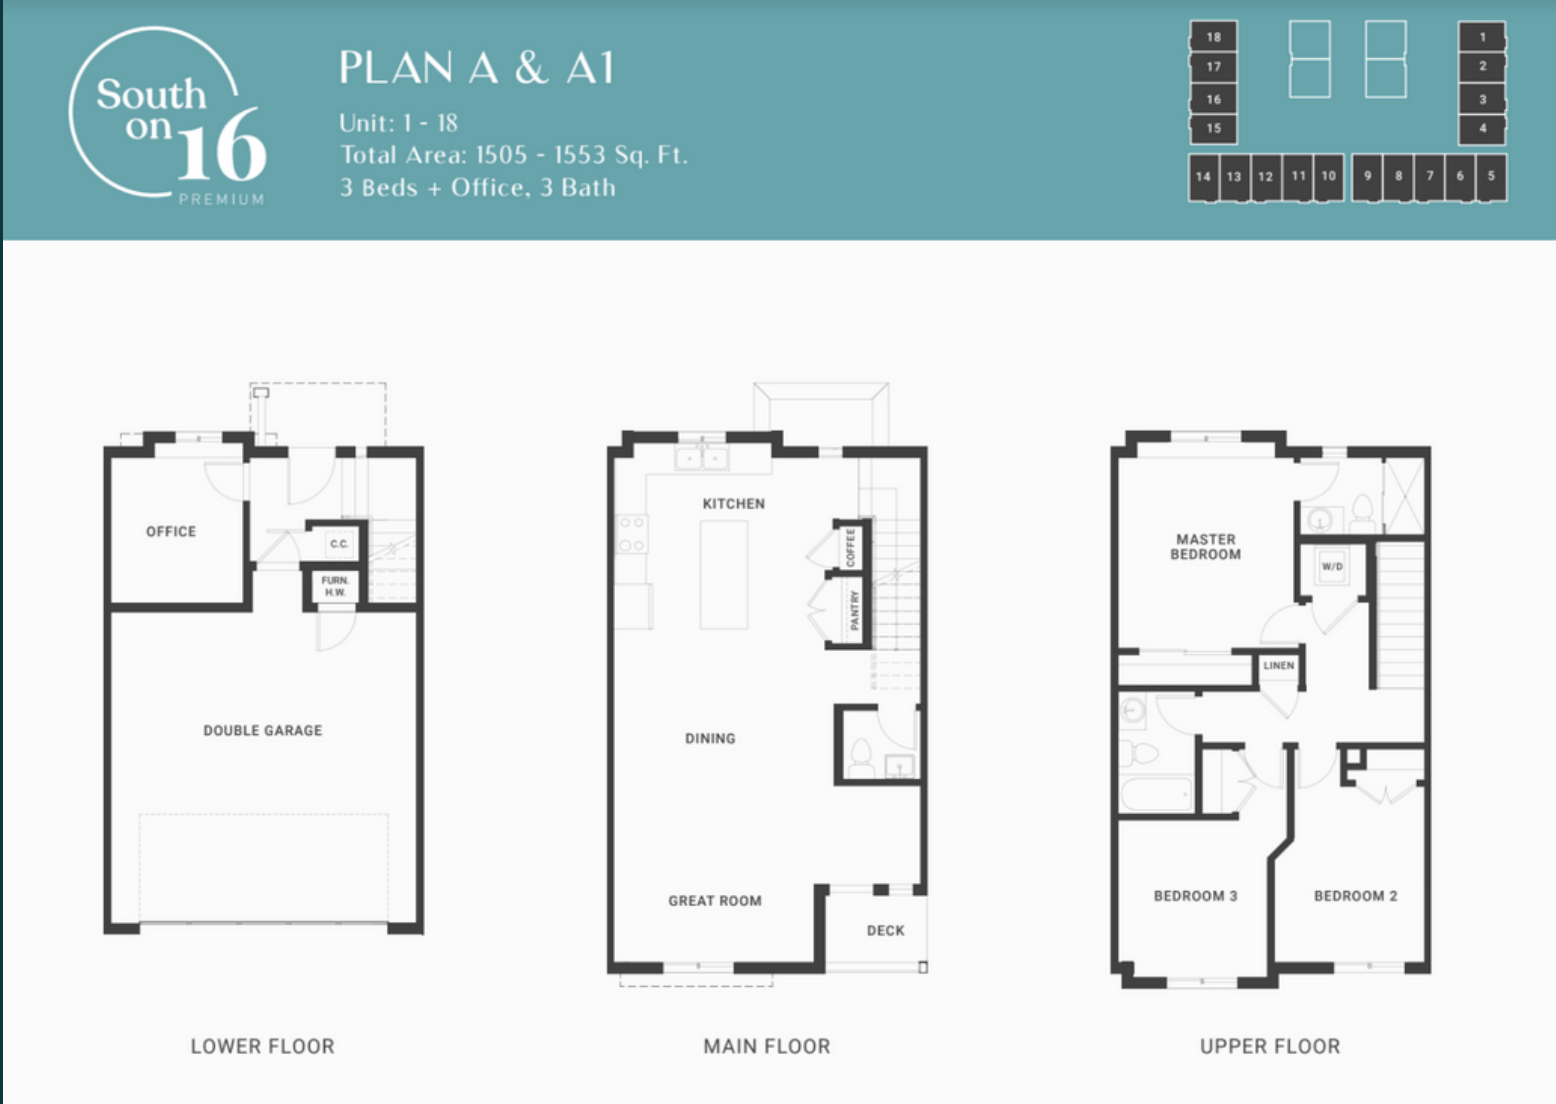 South
on 16
PREMIUM
PLAN A & A1
Unit: 1 - 18
Total Area: 1505 - 1553 Sq. Ft.
3 Beds + Office, 3 Bath
18
17
16
15
14 13 12 11 10 9 8 7 6 5
1
2
3
4
OFFICE
C.C.
FURN.
H.W.
DOUBLE GARAGE
LOWER FLOOR
KITCHEN
COFFEE
PANTRY
DINING
GREAT ROOM
DECK
MAIN FLOOR
MASTER
BEDROOM
W/D
LINEN
BEDROOM 3
BEDROOM 2
UPPER FLOOR